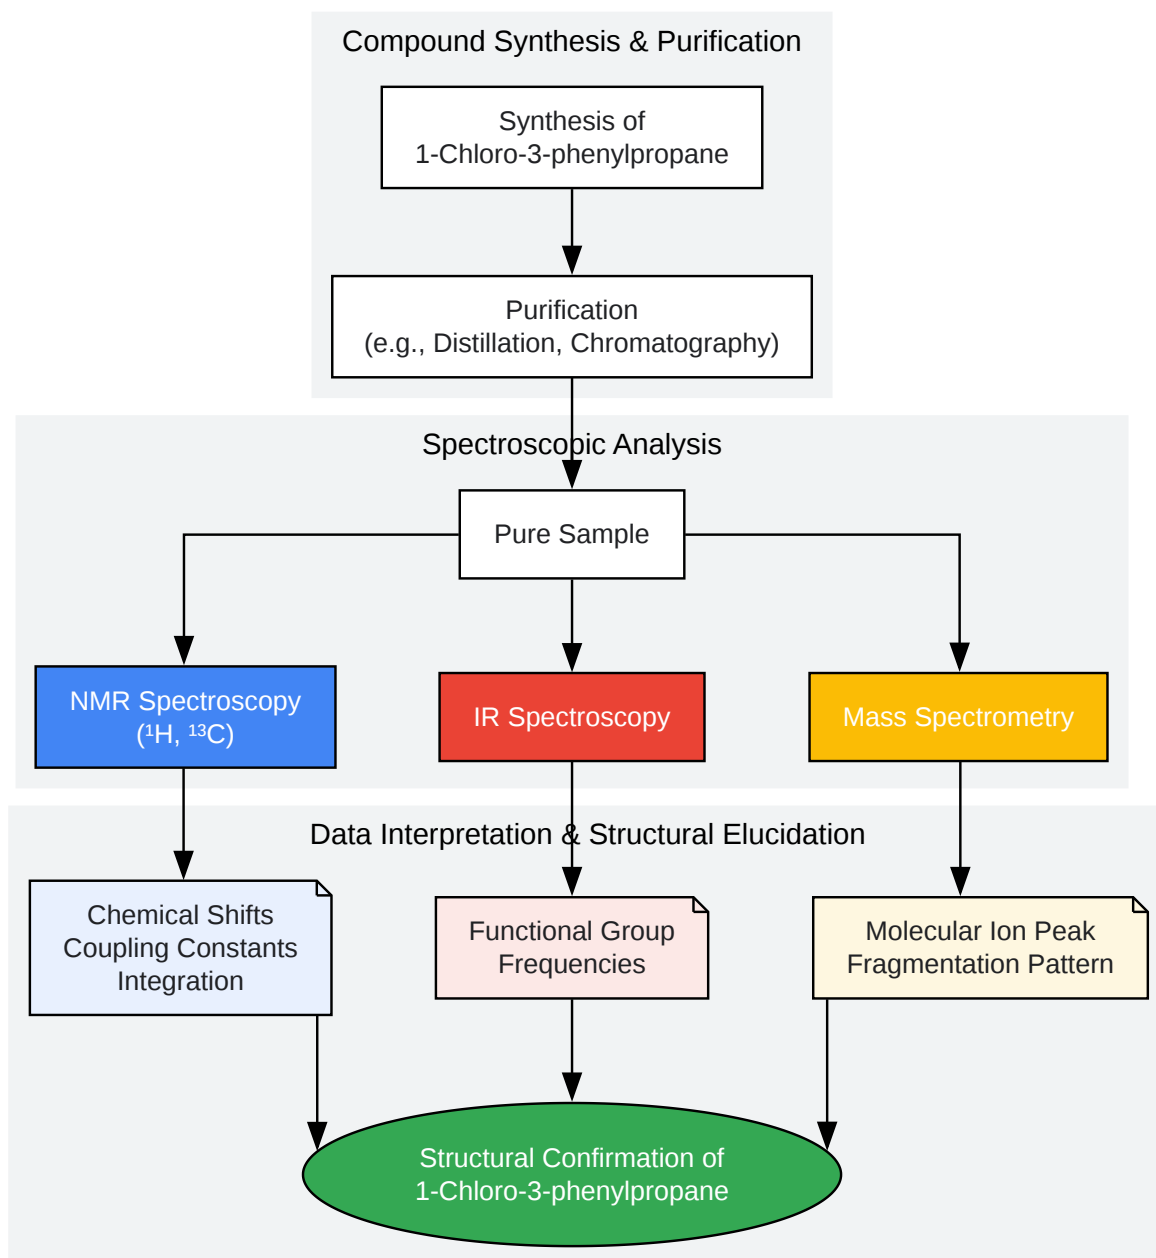 Compound Synthesis & Purification
Synthesis of
1-Chloro-3-phenylpropane
Purification
(e.g., Distillation, Chromatography)
Spectroscopic Analysis
Pure Sample
NMR Spectroscopy
(¹H, ¹³C)
IR Spectroscopy
Mass Spectrometry
Data Interpretation & Structural Elucidation
Chemical Shifts
Coupling Constants
Integration
Functional Group
Frequencies
Molecular Ion Peak
Fragmentation Pattern
Structural Confirmation of
1-Chloro-3-phenylpropane